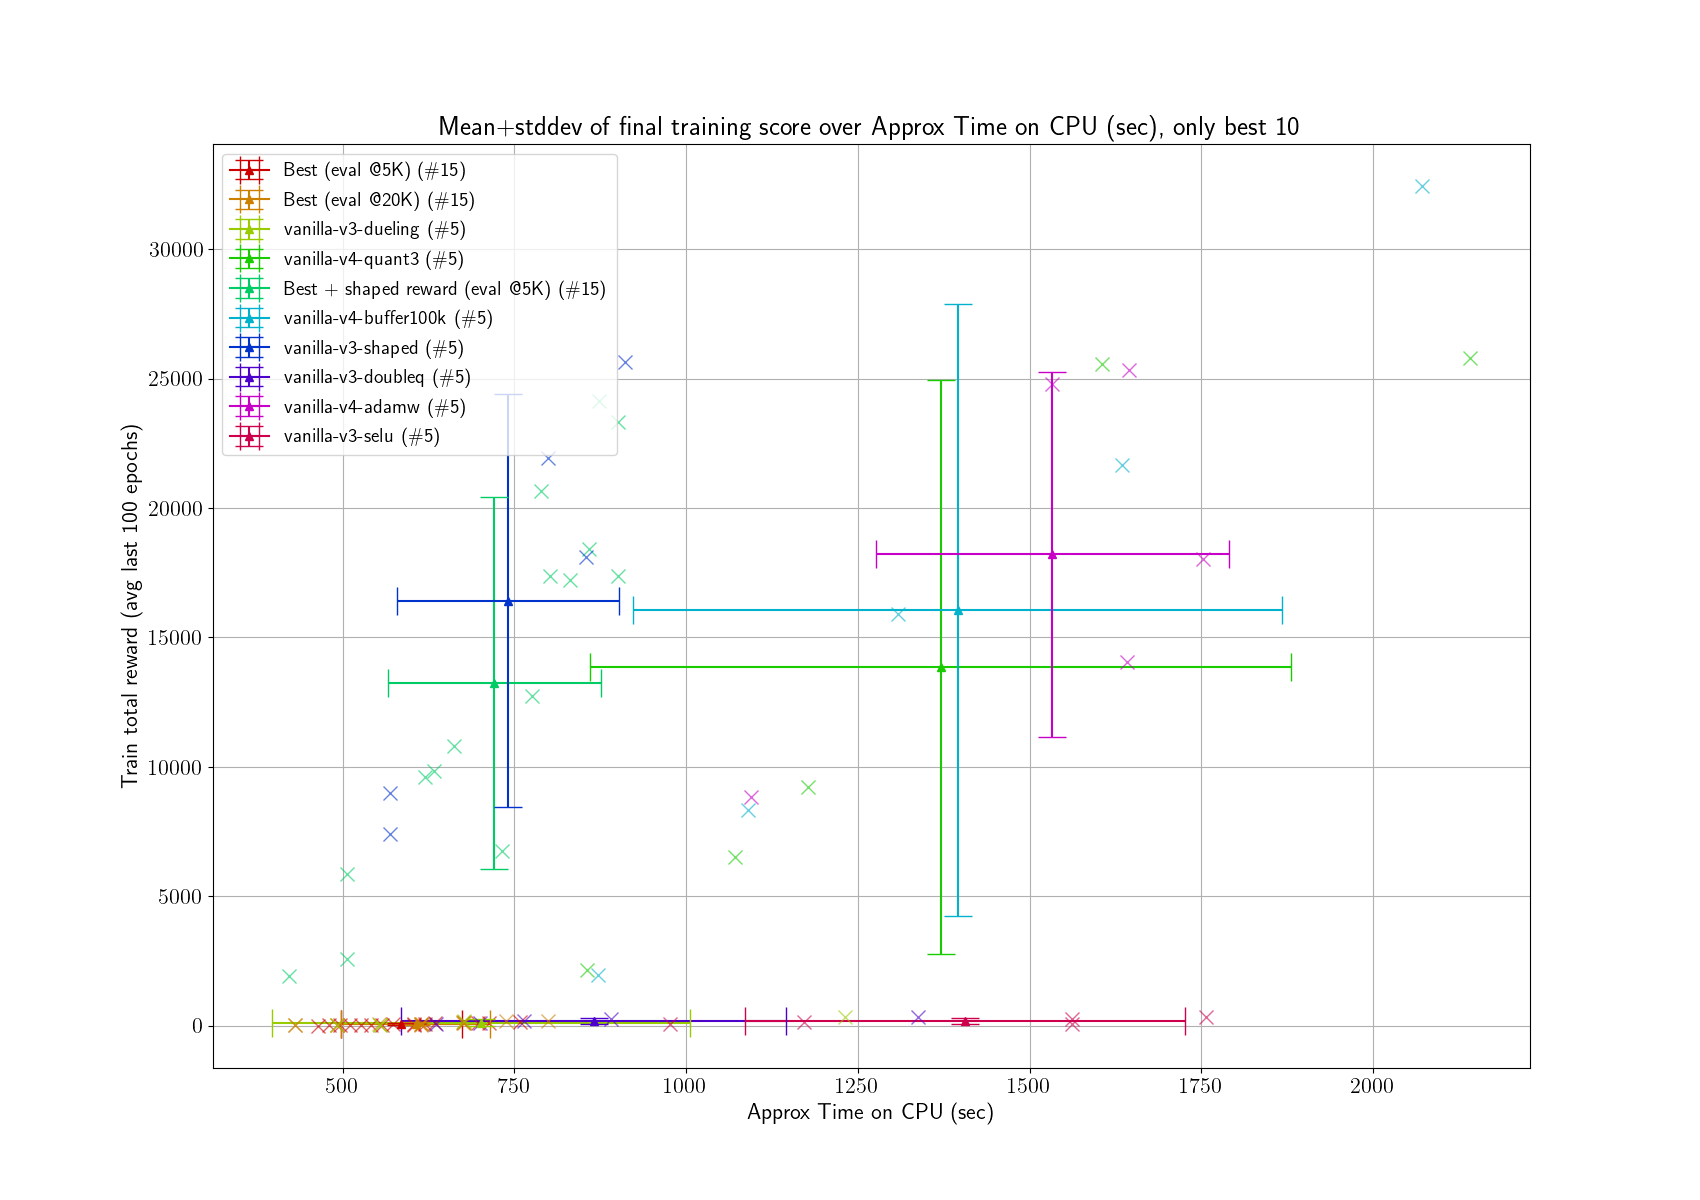 Mean+stddev of final training score over Approx Time on CPU (sec), only best 10
Best (eval @5K) (#15)
Best (eval @20K) (#15)
vanilla-v3-dueling (#5)
vanilla-v4-quant3 (#5)
Best + shaped reward (eval @5K) (#15)
vanilla-v4-buffer100k (#5)
vanilla-v3-shaped (#5)
vanilla-v3-doubleq (#5)
vanilla-v4-adamw (#5)
vanilla-v3-selu (#5)
Train total reward (avg last 100 epochs)
30000
25000
20000
15000
10000
5000
0
500 750 1000 1250 1500 1750 2000
Approx Time on CPU (sec)